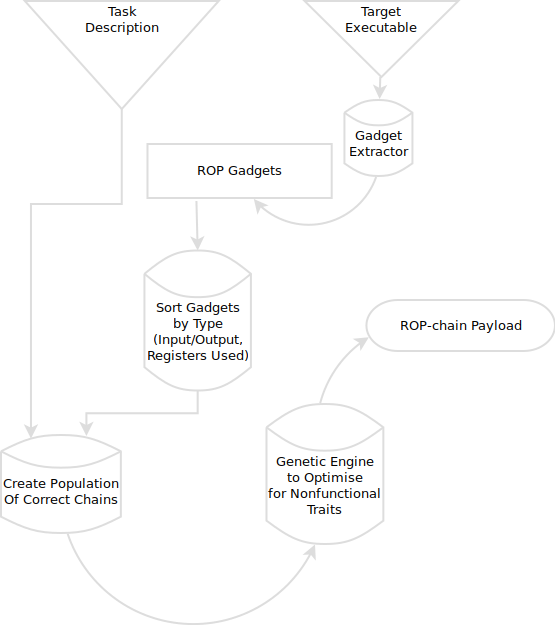 Task
Description
Target
Executable
Gadget
Extractor
ROP Gadgets
Sort Gadgets
by Type
(Input/Output,
Registers Used)
ROP-chain Payload
Create Population
Of Correct Chains
Genetic Engine
to Optimise
for Nonfunctional
Traits